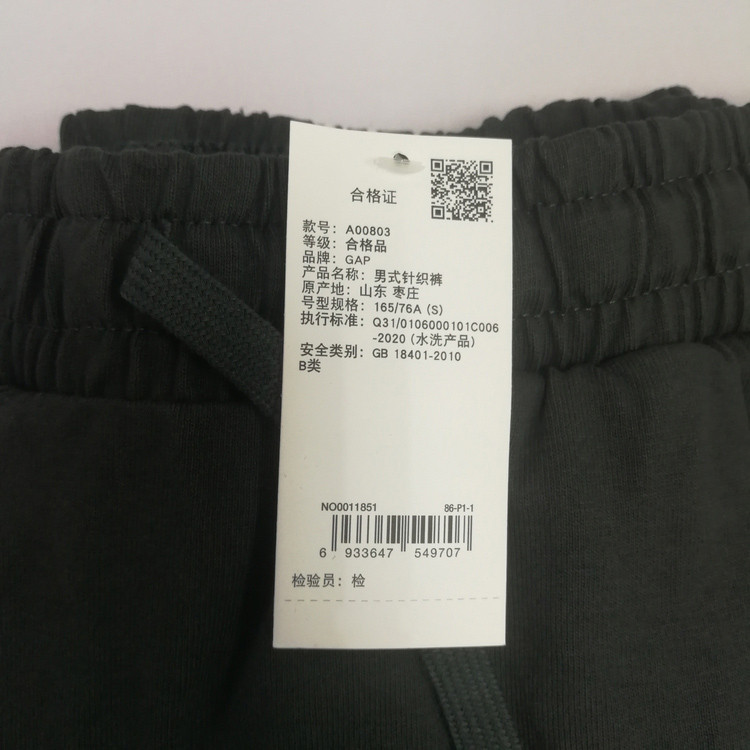 合格证
款号：A00803
等级：合格品
品牌：GAP
产品名称：男式针织裤
原产地：山东 枣庄
号型规格：165/76A (S)
执行标准：Q31/0106000101C006
-2020 (水洗产品)
安全类别：GB 18401-2010
B类
NO0011851 86-P1-1
6 933647 549707
检验员：检